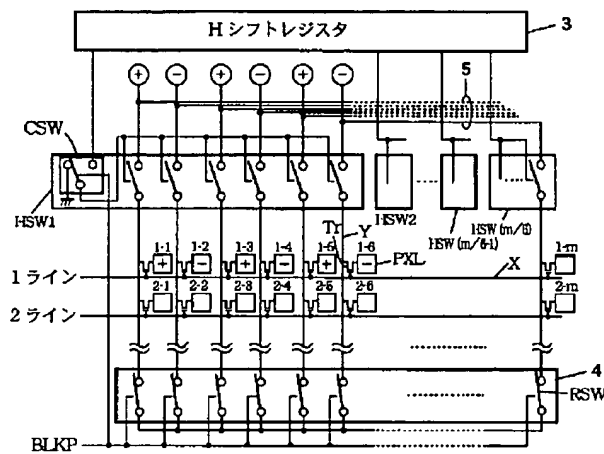 Hシフトレジスタ
3
+ − + − + −
5
CSW
HSW1
HSW2
HSW(m/6-1)
HSW(m/6)
Tr
Y
1-1 1-2 1-3 1-4 1-5 1-6 1-m
+ − + − + −
PXL
X
1ライン
2-1 2-2 2-3 2-4 2-5 2-6 2-m
2ライン
4
RSW
BLKP